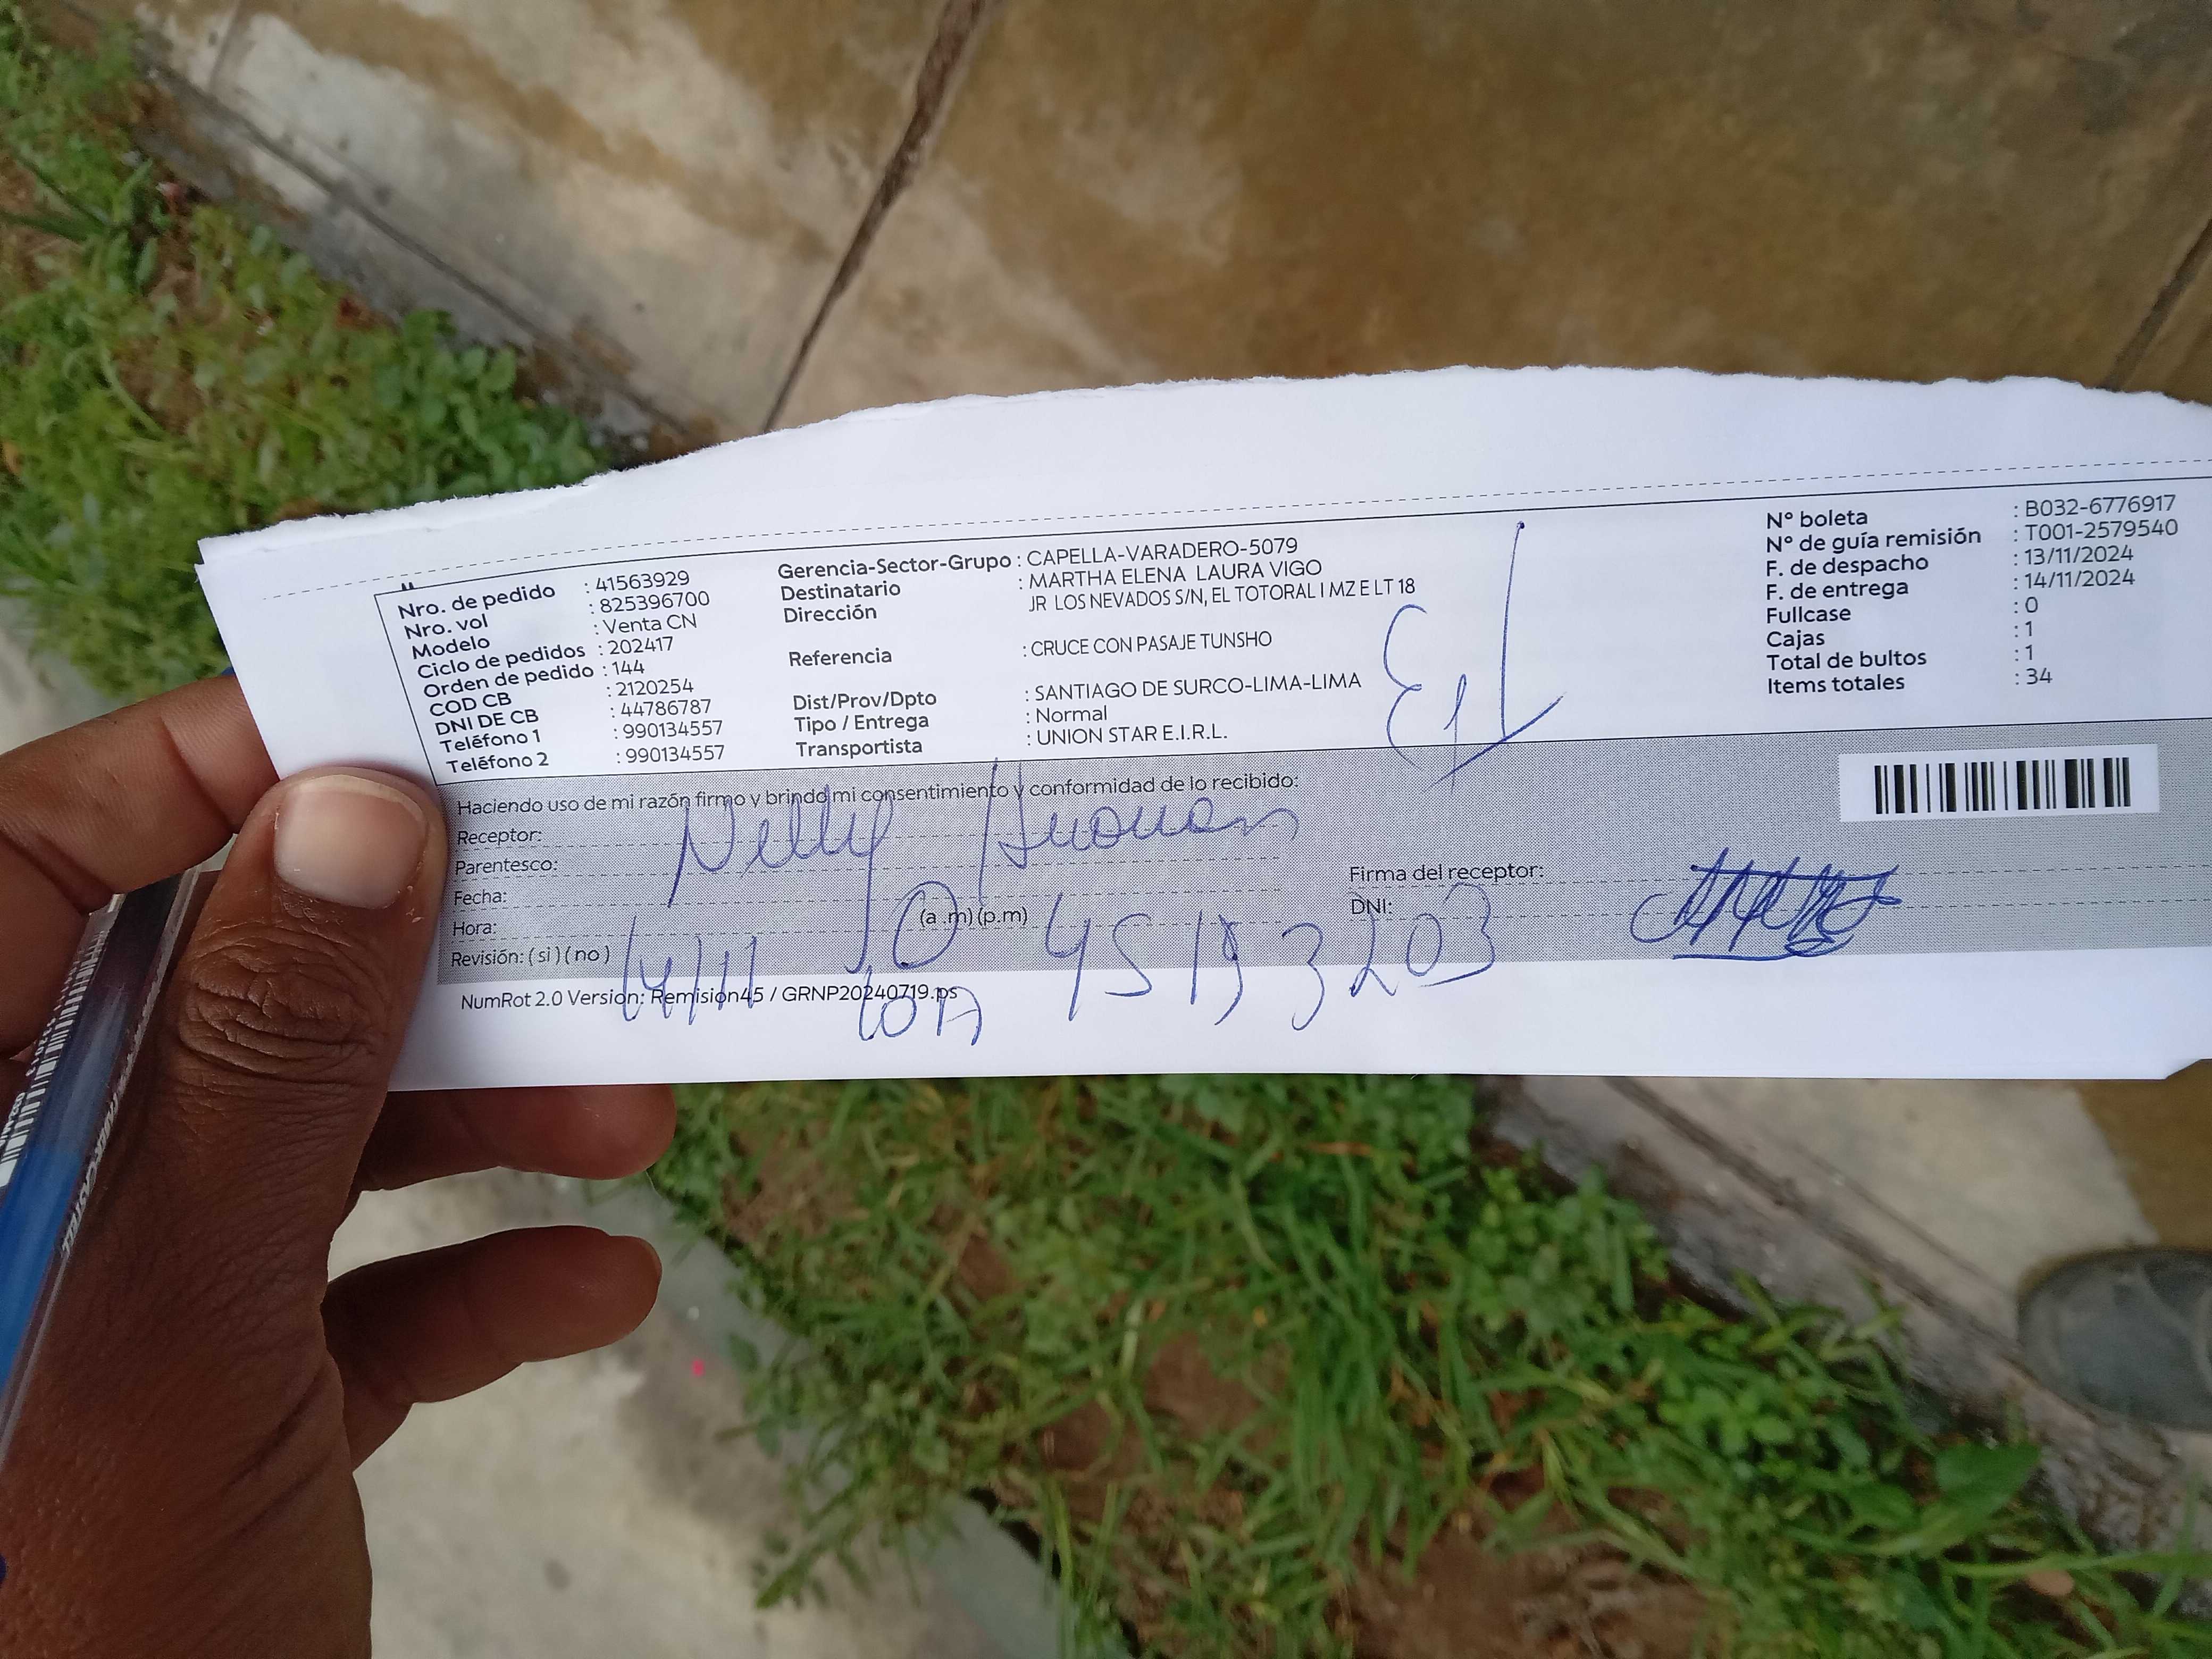 Nro. de pedido : 41563929
Nro. vol : 825396700
Modelo : Venta CN
Ciclo de pedidos : 202417
Orden de pedido : 144
COD CB : 2120254
DNI DE CB : 44786787
Teléfono 1 : 990134557
Teléfono 2 : 990134557
Gerencia-Sector-Grupo : CAPELLA-VARADERO-5079
Destinatario : MARTHA ELENA LAURA VIGO
Dirección JR LOS NEVADOS S/N, EL TOTORAL I MZ E LT 18
Referencia : CRUCE CON PASAJE TUNSHO
Dist/Prov/Dpto : SANTIAGO DE SURCO-LIMA-LIMA
Tipo / Entrega : Normal
Transportista : UNION STAR E.I.R.L.
N° boleta : B032-6776917
N° de guía remisión : T001-2579540
F. de despacho : 13/11/2024
F. de entrega : 14/11/2024
Fullcase : 0
Cajas : 1
Total de bultos : 1
Items totales : 34
Haciendo uso de mi razón firmo y brindo mi consentimiento y conformidad de lo recibido:
Receptor: Nelly
Parentesco:
Fecha:
Hora: (a .m) (p.m)
Revisión: ( si ) ( no ) 14/11
Firma del receptor:
DNI:
NumRot 2.0 Version: Remision45 / GRNP20240719.ps